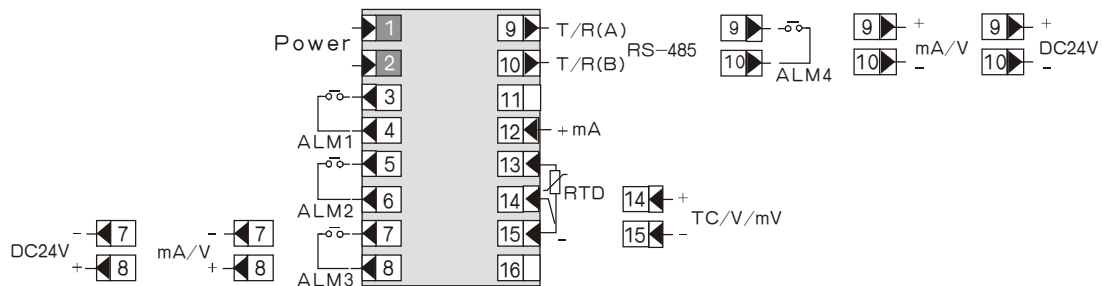 Power 1 9 T/R(A) 9 9 + 9 +
2 10 T/R(B) RS-485 10 ALM4 10 - mA/V 10 - DC24V
3 11
ALM1 4 12 +mA
5 13
ALM2 6 14 RTD 14 + TC/V/mV
DC24V - 7 mA/V - 7 7 15 - 15 -
+ 8 + 8 ALM3 8 16